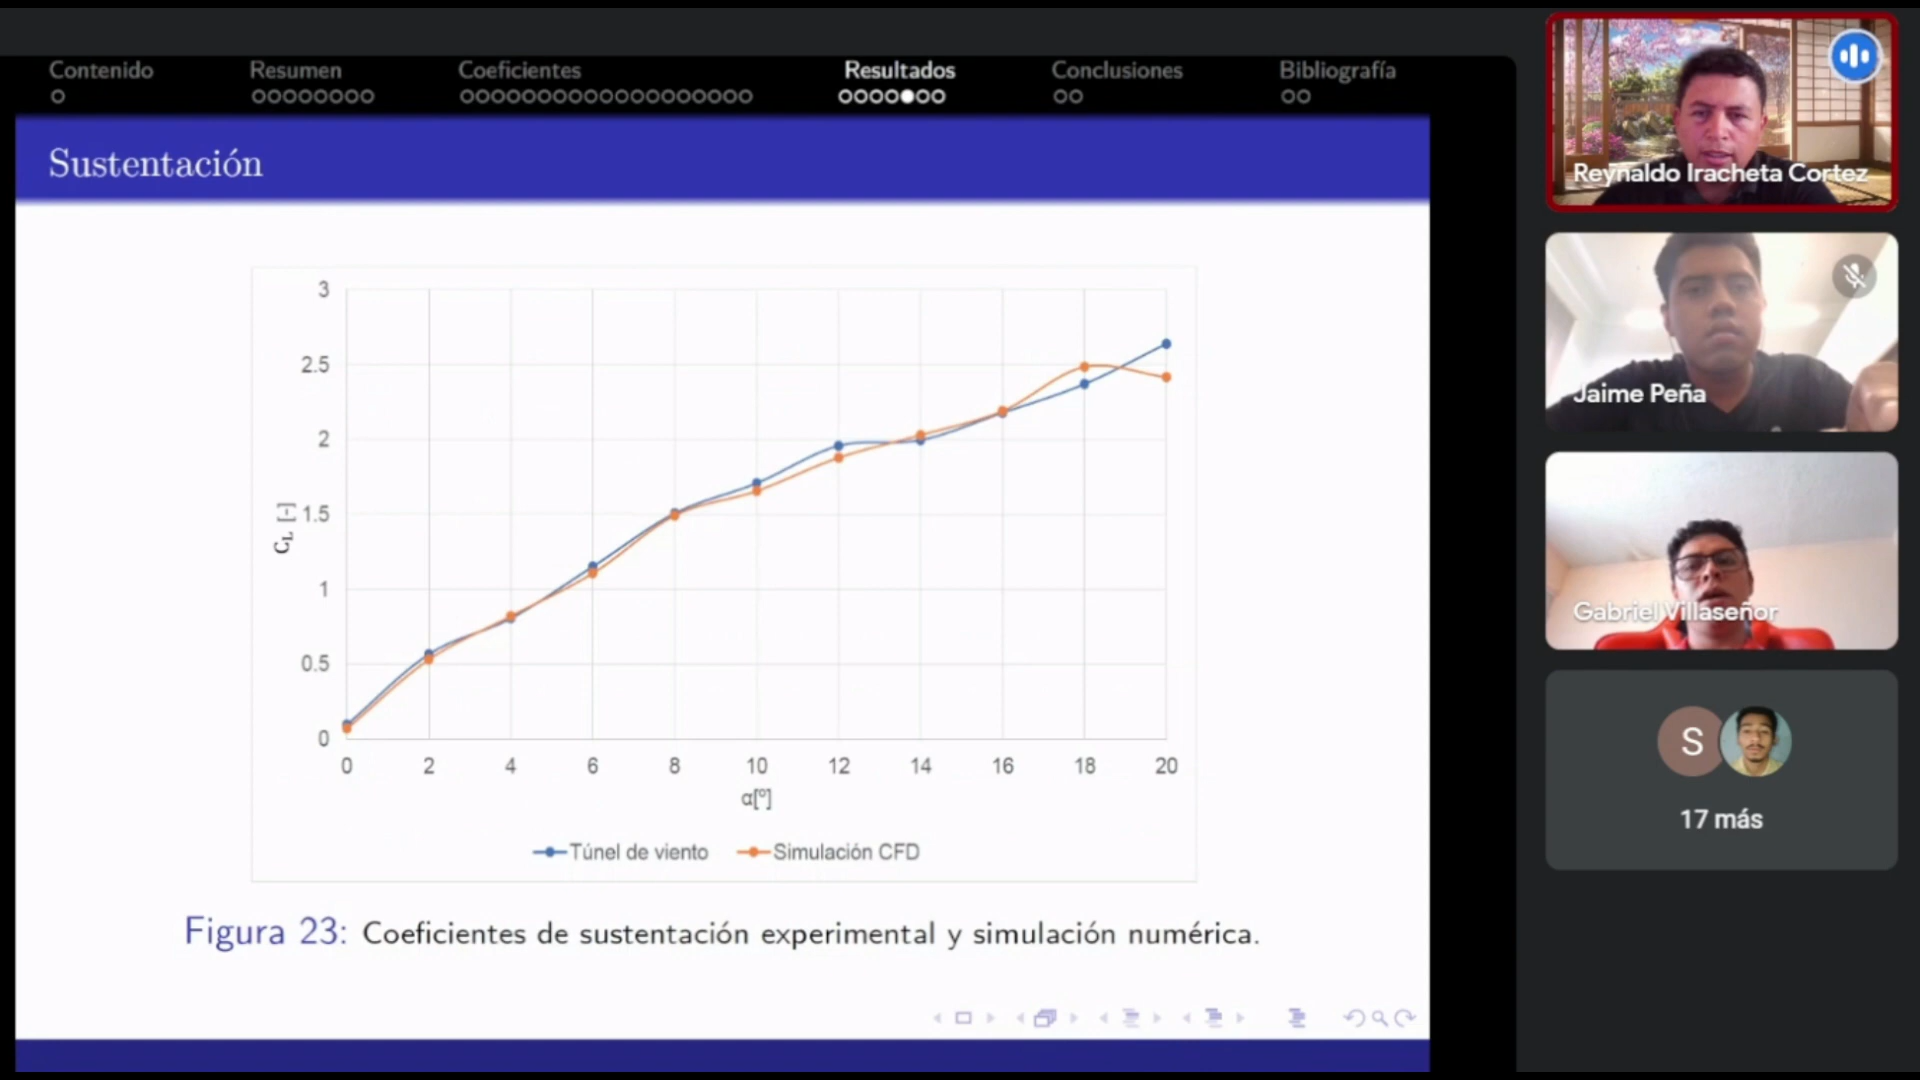 Contenido Resumen Coeficientes Resultados Conclusiones Bibliografía
Sustentación
3
2.5
2
1.5
1
0.5
0
C_L [-]
0 2 4 6 8 10 12 14 16 18 20
α[º]
Túnel de viento Simulación CFD
Figura 23: Coeficientes de sustentación experimental y simulación numérica.
Reynaldo Iracheta Cortez
Jaime Peña
Gabriel Villaseñor
S
17 más